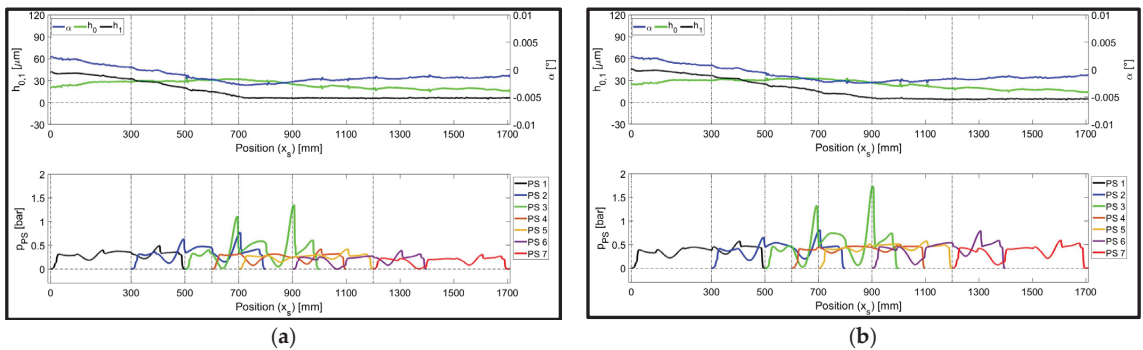 α h₀ h₁
120
90
60
30
0
-30
h₀,₁ [μm]
0.01
0.005
0
-0.005
-0.01
α [°]
0 300 500 700 900 1100 1300 1500 1700
Position (xₛ) [mm]
2
1.5
1
0.5
0
pPS [bar]
PS 1
PS 2
PS 3
PS 4
PS 5
PS 6
PS 7
0 300 500 700 900 1100 1300 1500 1700
Position (xₛ) [mm]
(a)
α h₀ h₁
120
90
60
30
0
-30
h₀,₁ [μm]
0.01
0.005
0
-0.005
-0.01
α [°]
0 300 500 700 900 1100 1300 1500 1700
Position (xₛ) [mm]
2
1.5
1
0.5
0
pPS [bar]
PS 1
PS 2
PS 3
PS 4
PS 5
PS 6
PS 7
0 300 500 700 900 1100 1300 1500 1700
Position (xₛ) [mm]
(b)